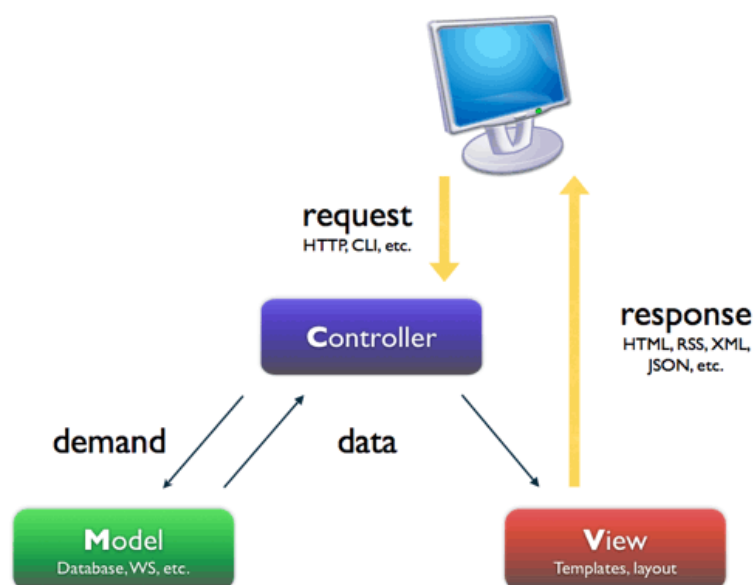 request
HTTP, CLI, etc.
Controller
response
HTML, RSS, XML,
JSON, etc.
demand
data
Model
Database, WS, etc.
View
Templates, layout